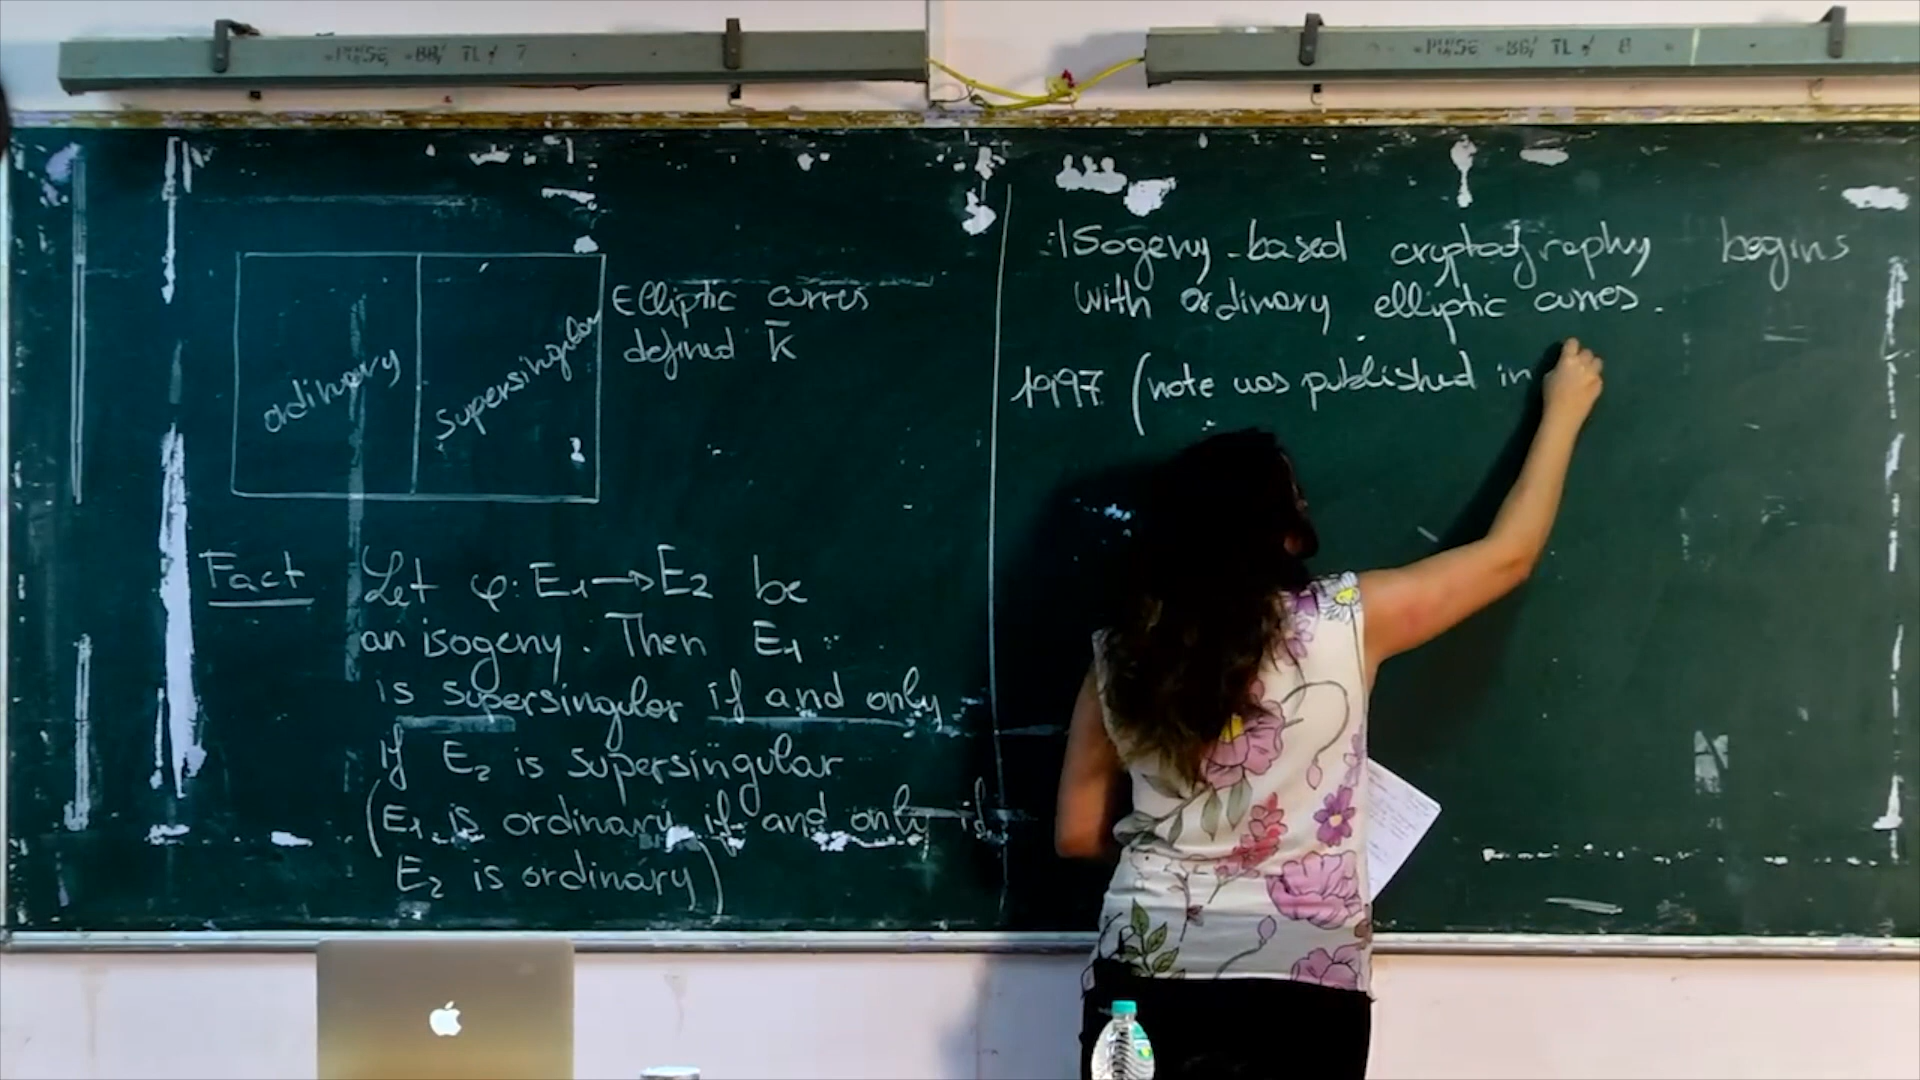 ordinary
supersingular
Elliptic curves
defined k̄
Fact Let φ: E₁ → E₂ be
an isogeny. Then E₁
is supersingular if and only
if E₂ is supersingular
(E₁ is ordinary if and only if
E₂ is ordinary)
Isogeny-based cryptography begins
with ordinary elliptic curves.
1997 (note was published in